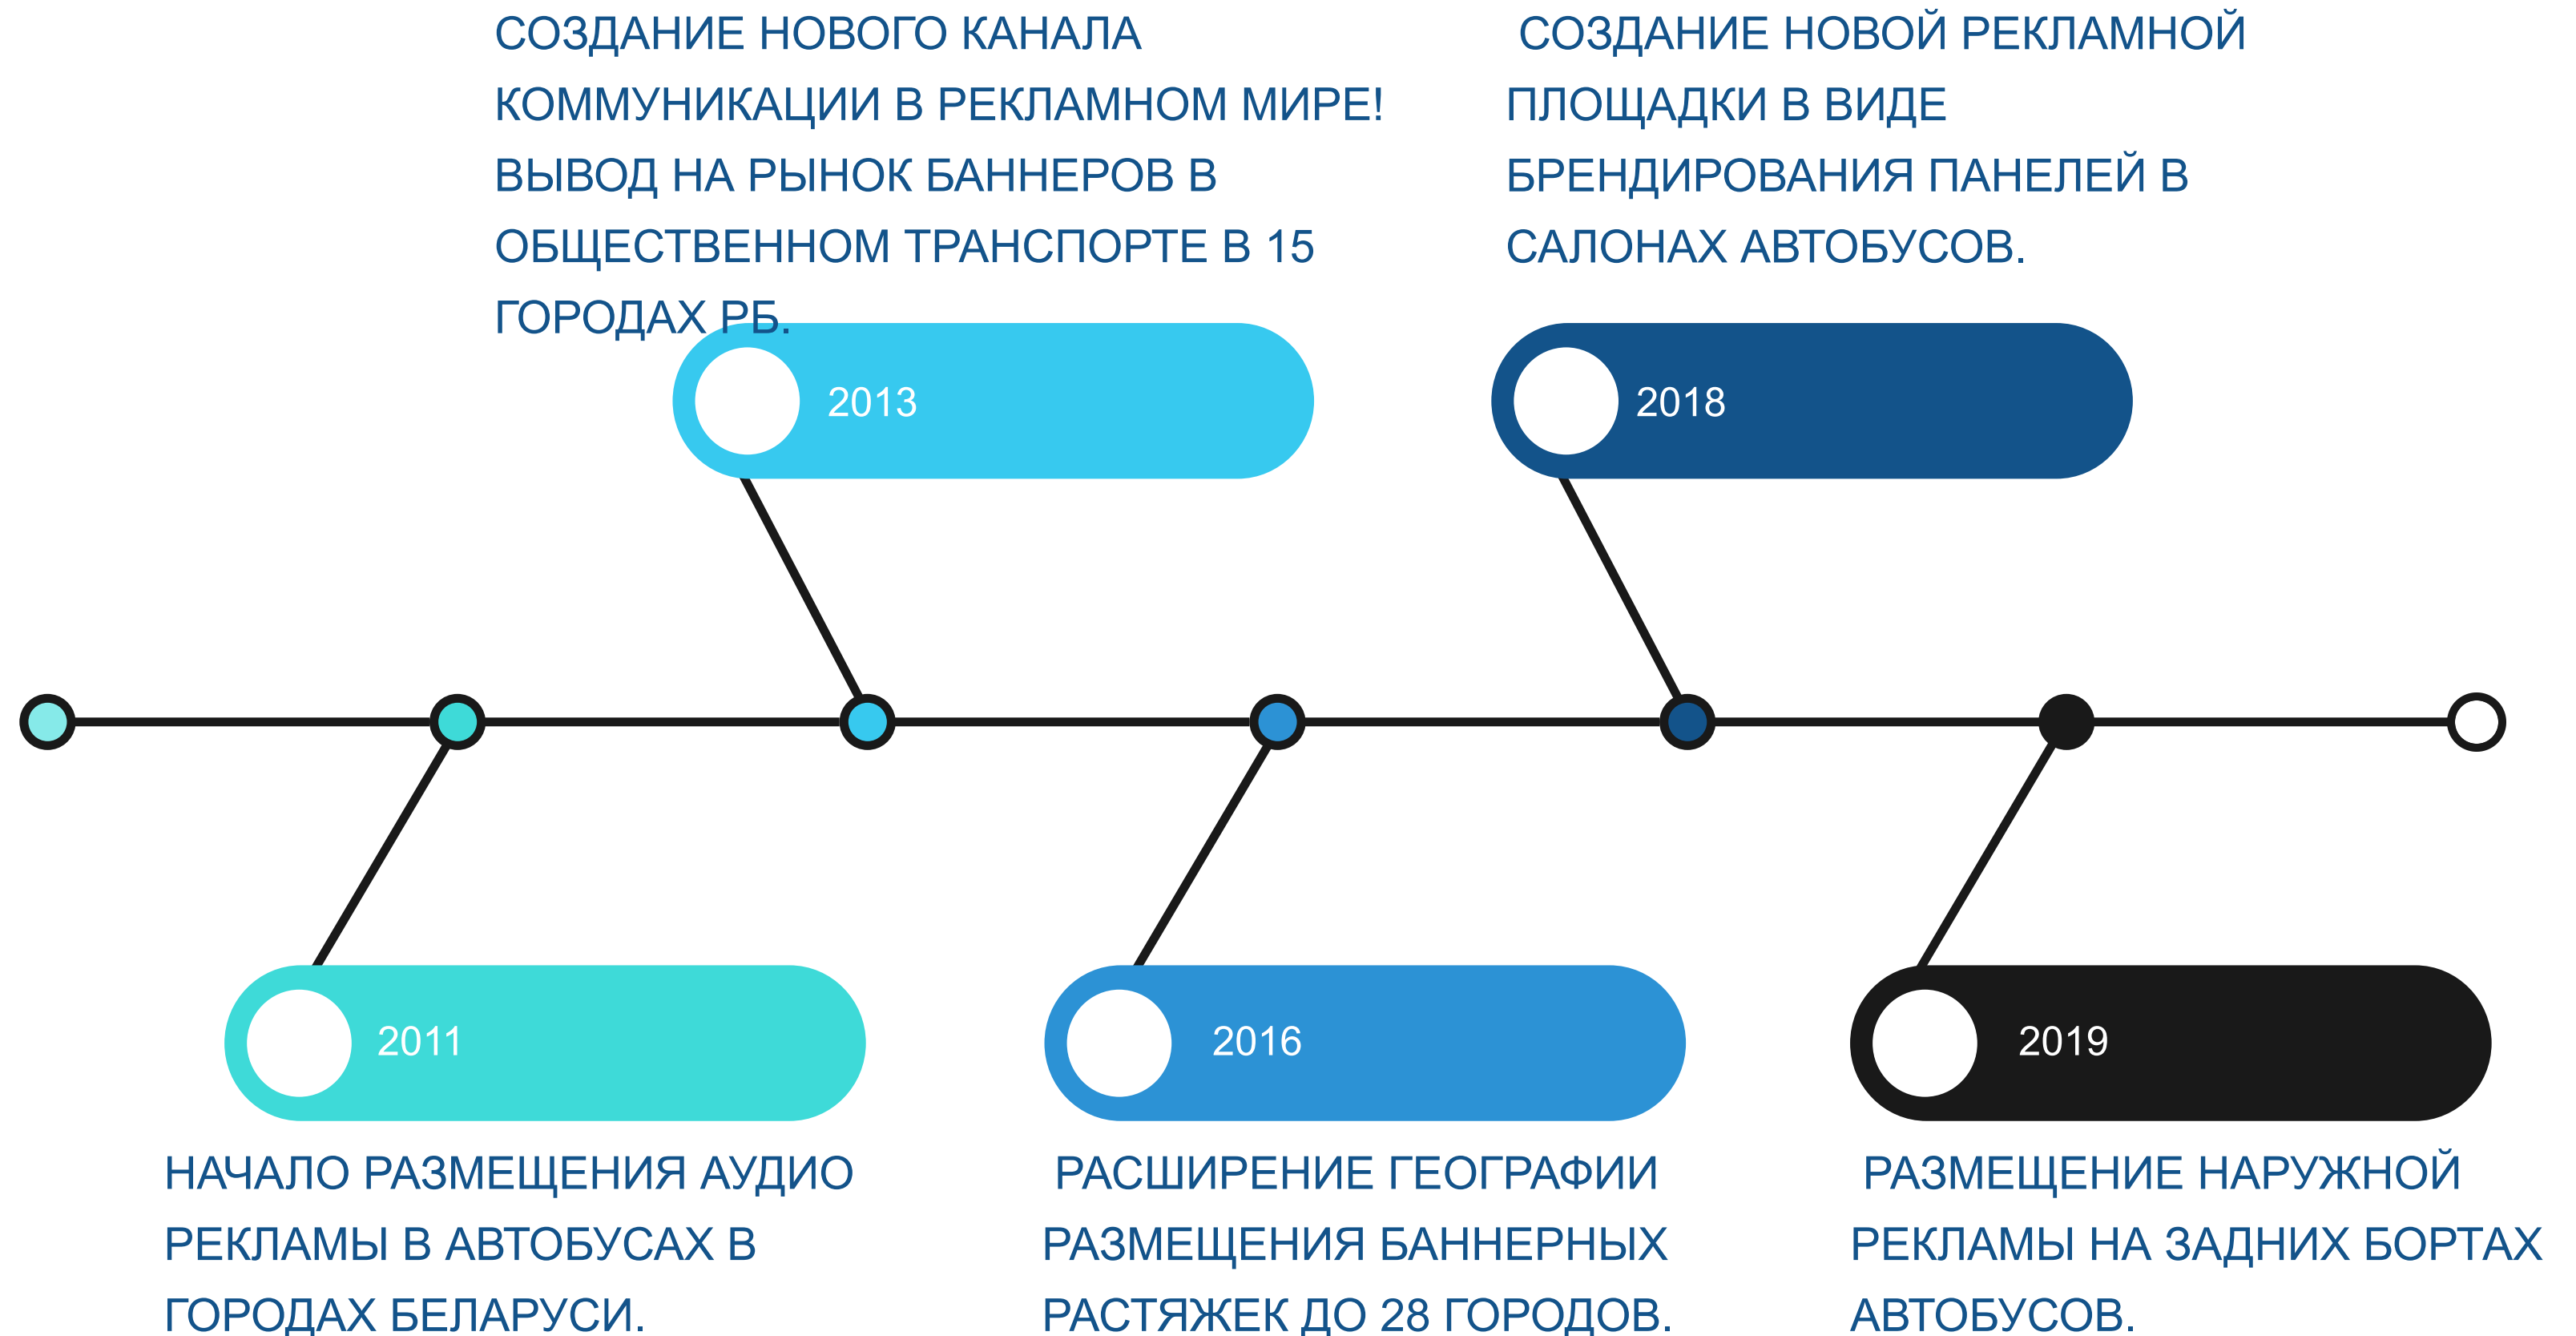 СОЗДАНИЕ НОВОГО КАНАЛА
КОММУНИКАЦИИ В РЕКЛАМНОМ МИРЕ!
ВЫВОД НА РЫНОК БАННЕРОВ В
ОБЩЕСТВЕННОМ ТРАНСПОРТЕ В 15
ГОРОДАХ РБ.
2013
СОЗДАНИЕ НОВОЙ РЕКЛАМНОЙ
ПЛОЩАДКИ В ВИДЕ
БРЕНДИРОВАНИЯ ПАНЕЛЕЙ В
САЛОНАХ АВТОБУСОВ.
2018
2011
НАЧАЛО РАЗМЕЩЕНИЯ АУДИО
РЕКЛАМЫ В АВТОБУСАХ В
ГОРОДАХ БЕЛАРУСИ.
2016
РАСШИРЕНИЕ ГЕОГРАФИИ
РАЗМЕЩЕНИЯ БАННЕРНЫХ
РАСТЯЖЕК ДО 28 ГОРОДОВ.
2019
РАЗМЕЩЕНИЕ НАРУЖНОЙ
РЕКЛАМЫ НА ЗАДНИХ БОРТАХ
АВТОБУСОВ.